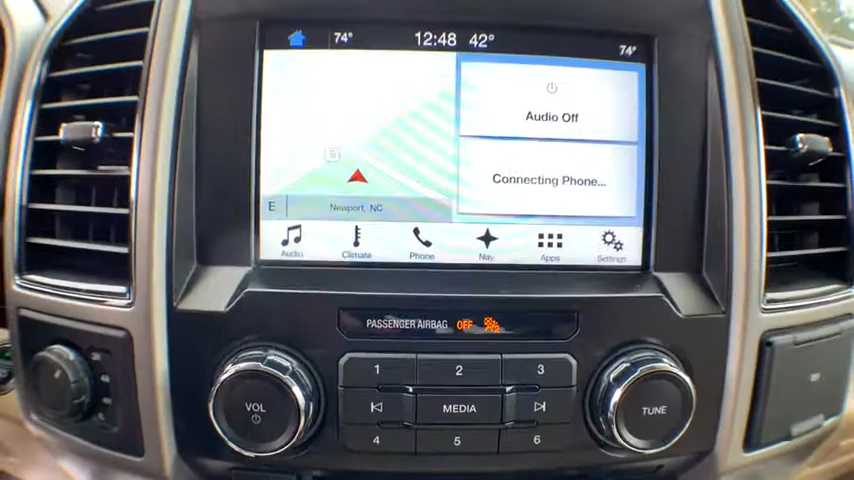 74° 12:48 42° 74°
Audio Off
Connecting Phone...
E Newport, NC
Audio Climate Phone Nav Apps Settings
PASSENGER AIRBAG OFF
1 2 3
MEDIA
4 5 6
VOL
TUNE